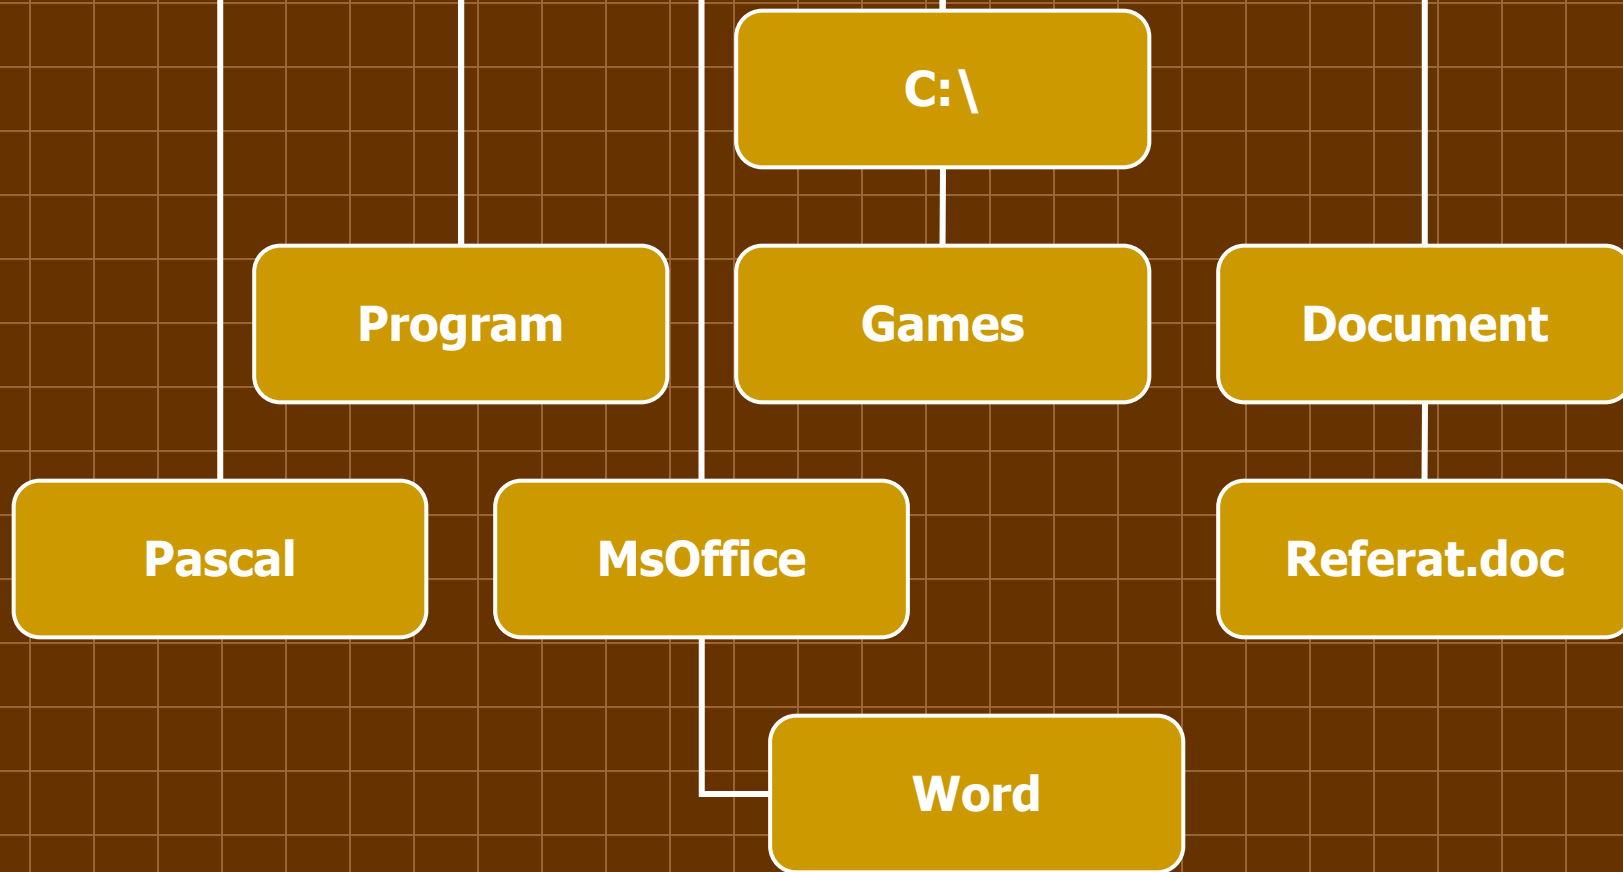 C:\
Program
Games
Document
Pascal
MsOffice
Referat.doc
Word